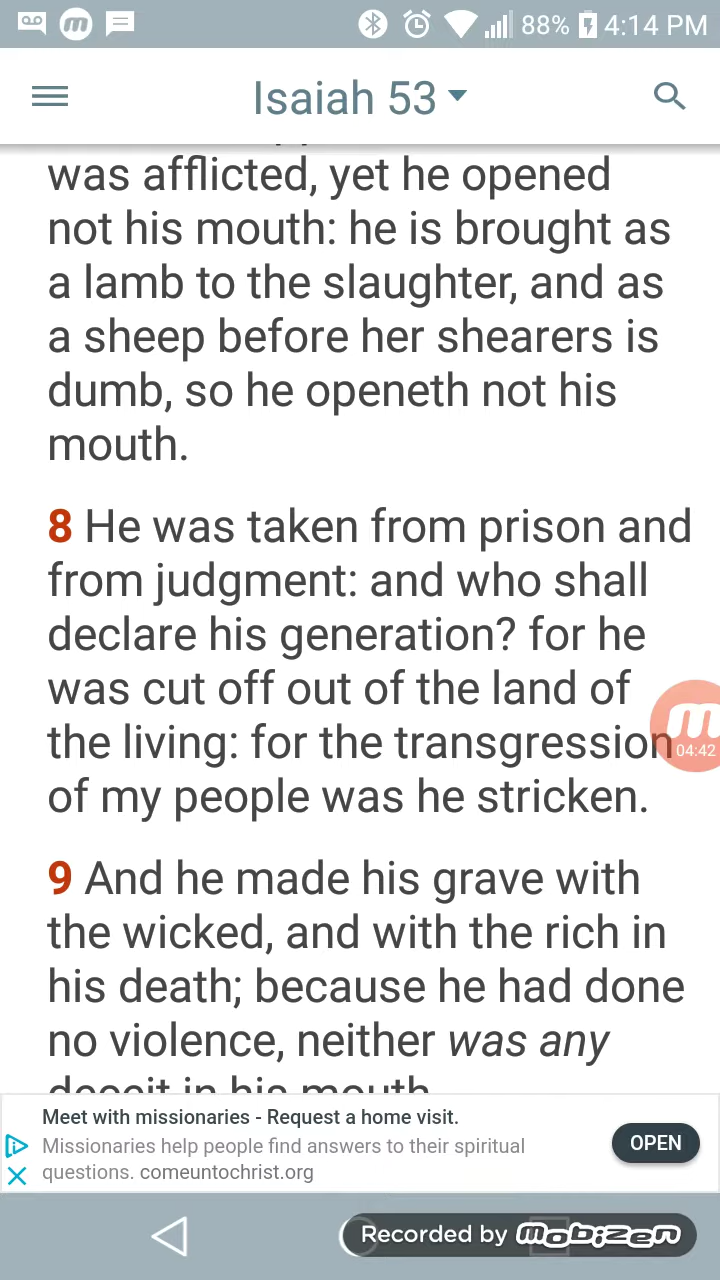 88% 4:14 PM
Isaiah 53
was afflicted, yet he opened
not his mouth: he is brought as
a lamb to the slaughter, and as
a sheep before her shearers is
dumb, so he openeth not his
mouth.
8 He was taken from prison and
from judgment: and who shall
declare his generation? for he
was cut off out of the land of
the living: for the transgression
of my people was he stricken.
04:42
9 And he made his grave with
the wicked, and with the rich in
his death; because he had done
no violence, neither was any
deceit in his mouth
Meet with missionaries - Request a home visit.
Missionaries help people find answers to their spiritual
questions. comeuntochrist.org
OPEN
Recorded by mobizen